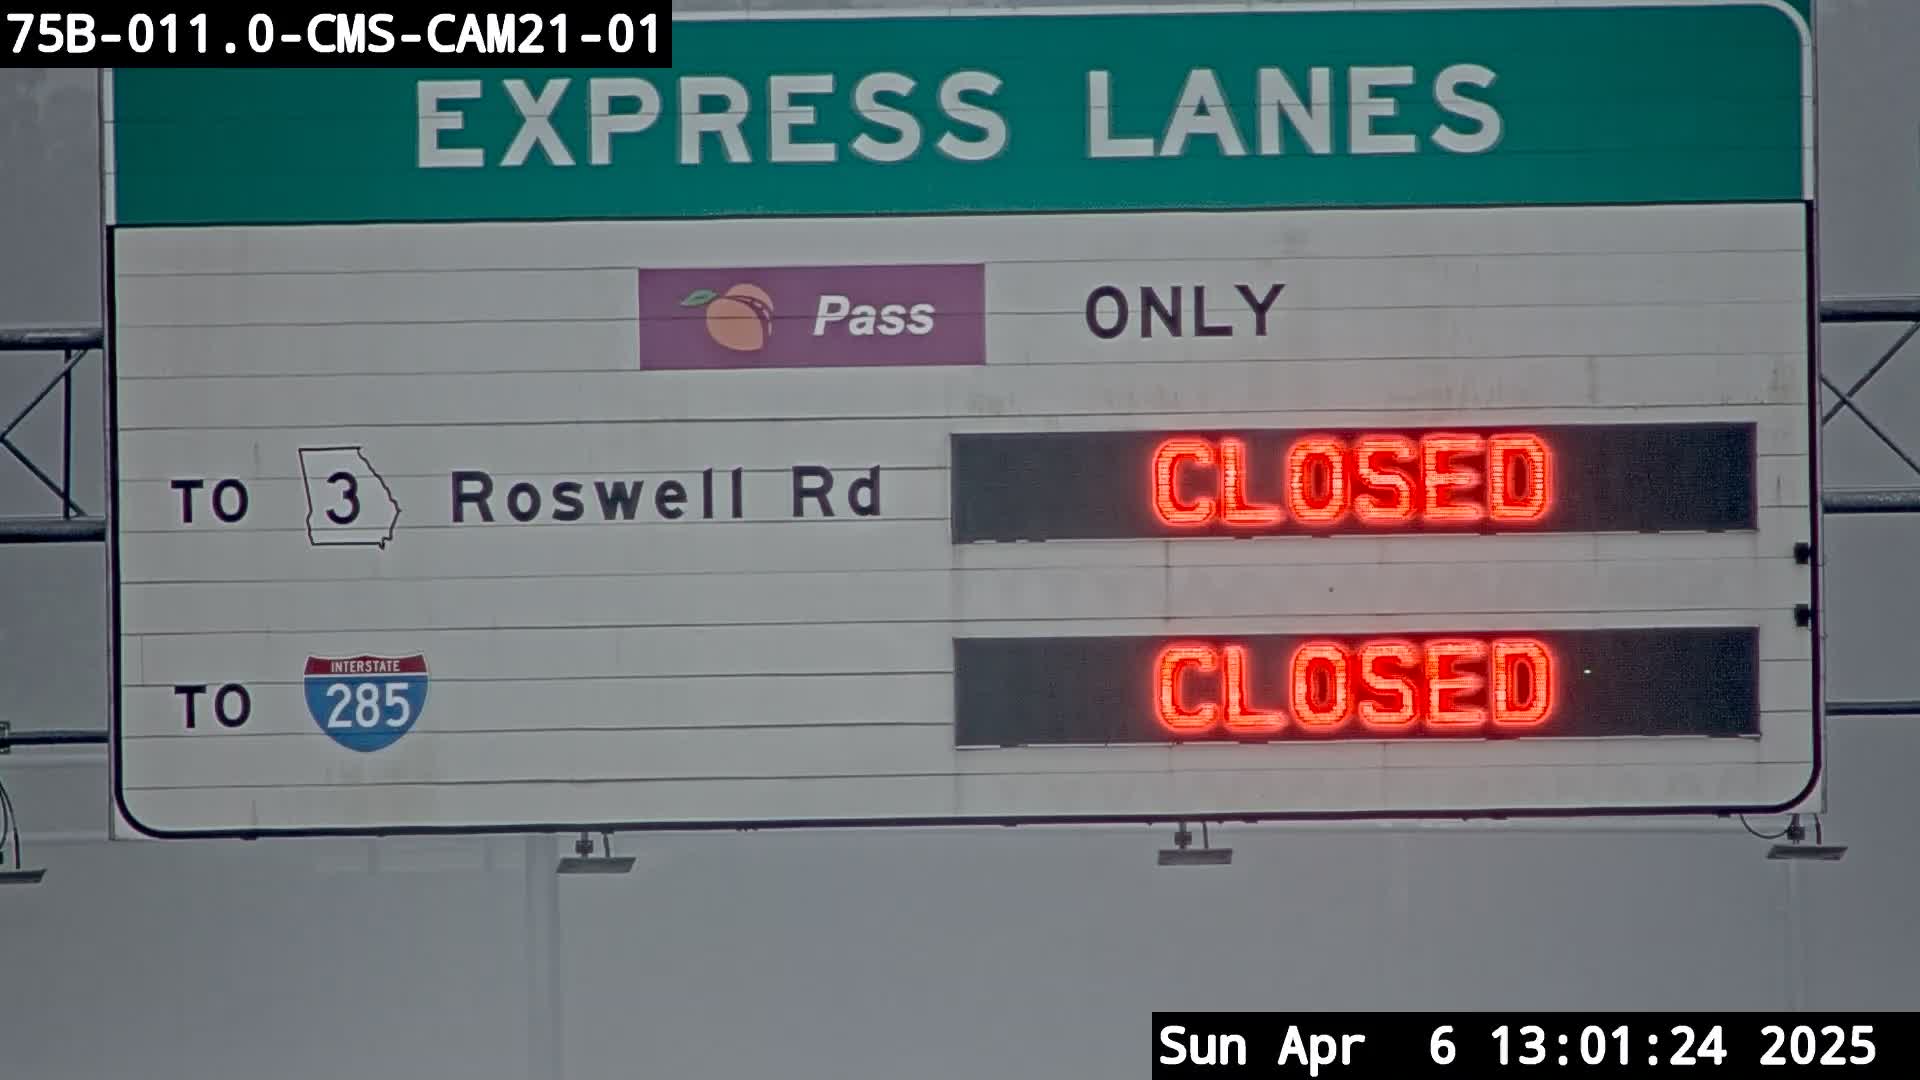 75B-011.0-CMS-CAM21-01
EXPRESS LANES
Pass ONLY
TO 3 Roswell Rd CLOSED
TO INTERSTATE 285 CLOSED
Sun Apr 6 13:01:24 2025